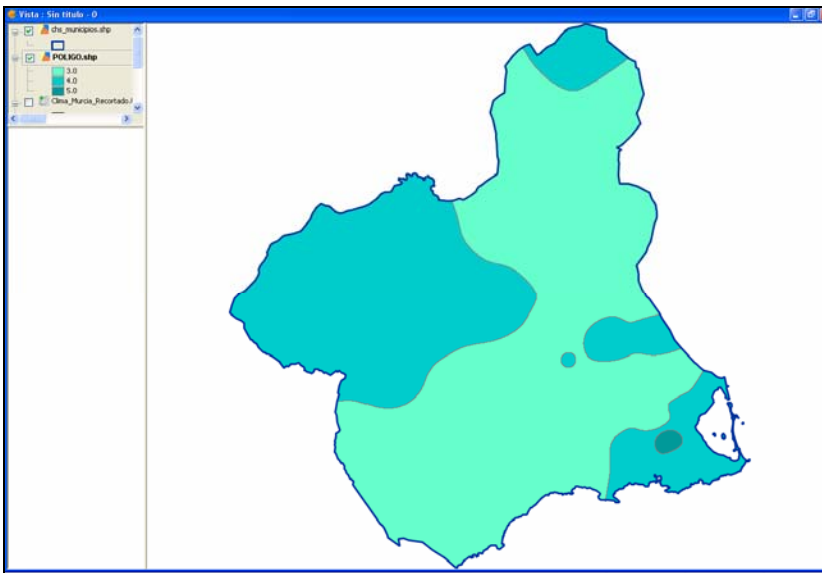 Vista : Sin título - 0
chs_municipios.shp
POLIGO.shp
3.0
4.0
5.0
Clima_Murcia_Recortado.